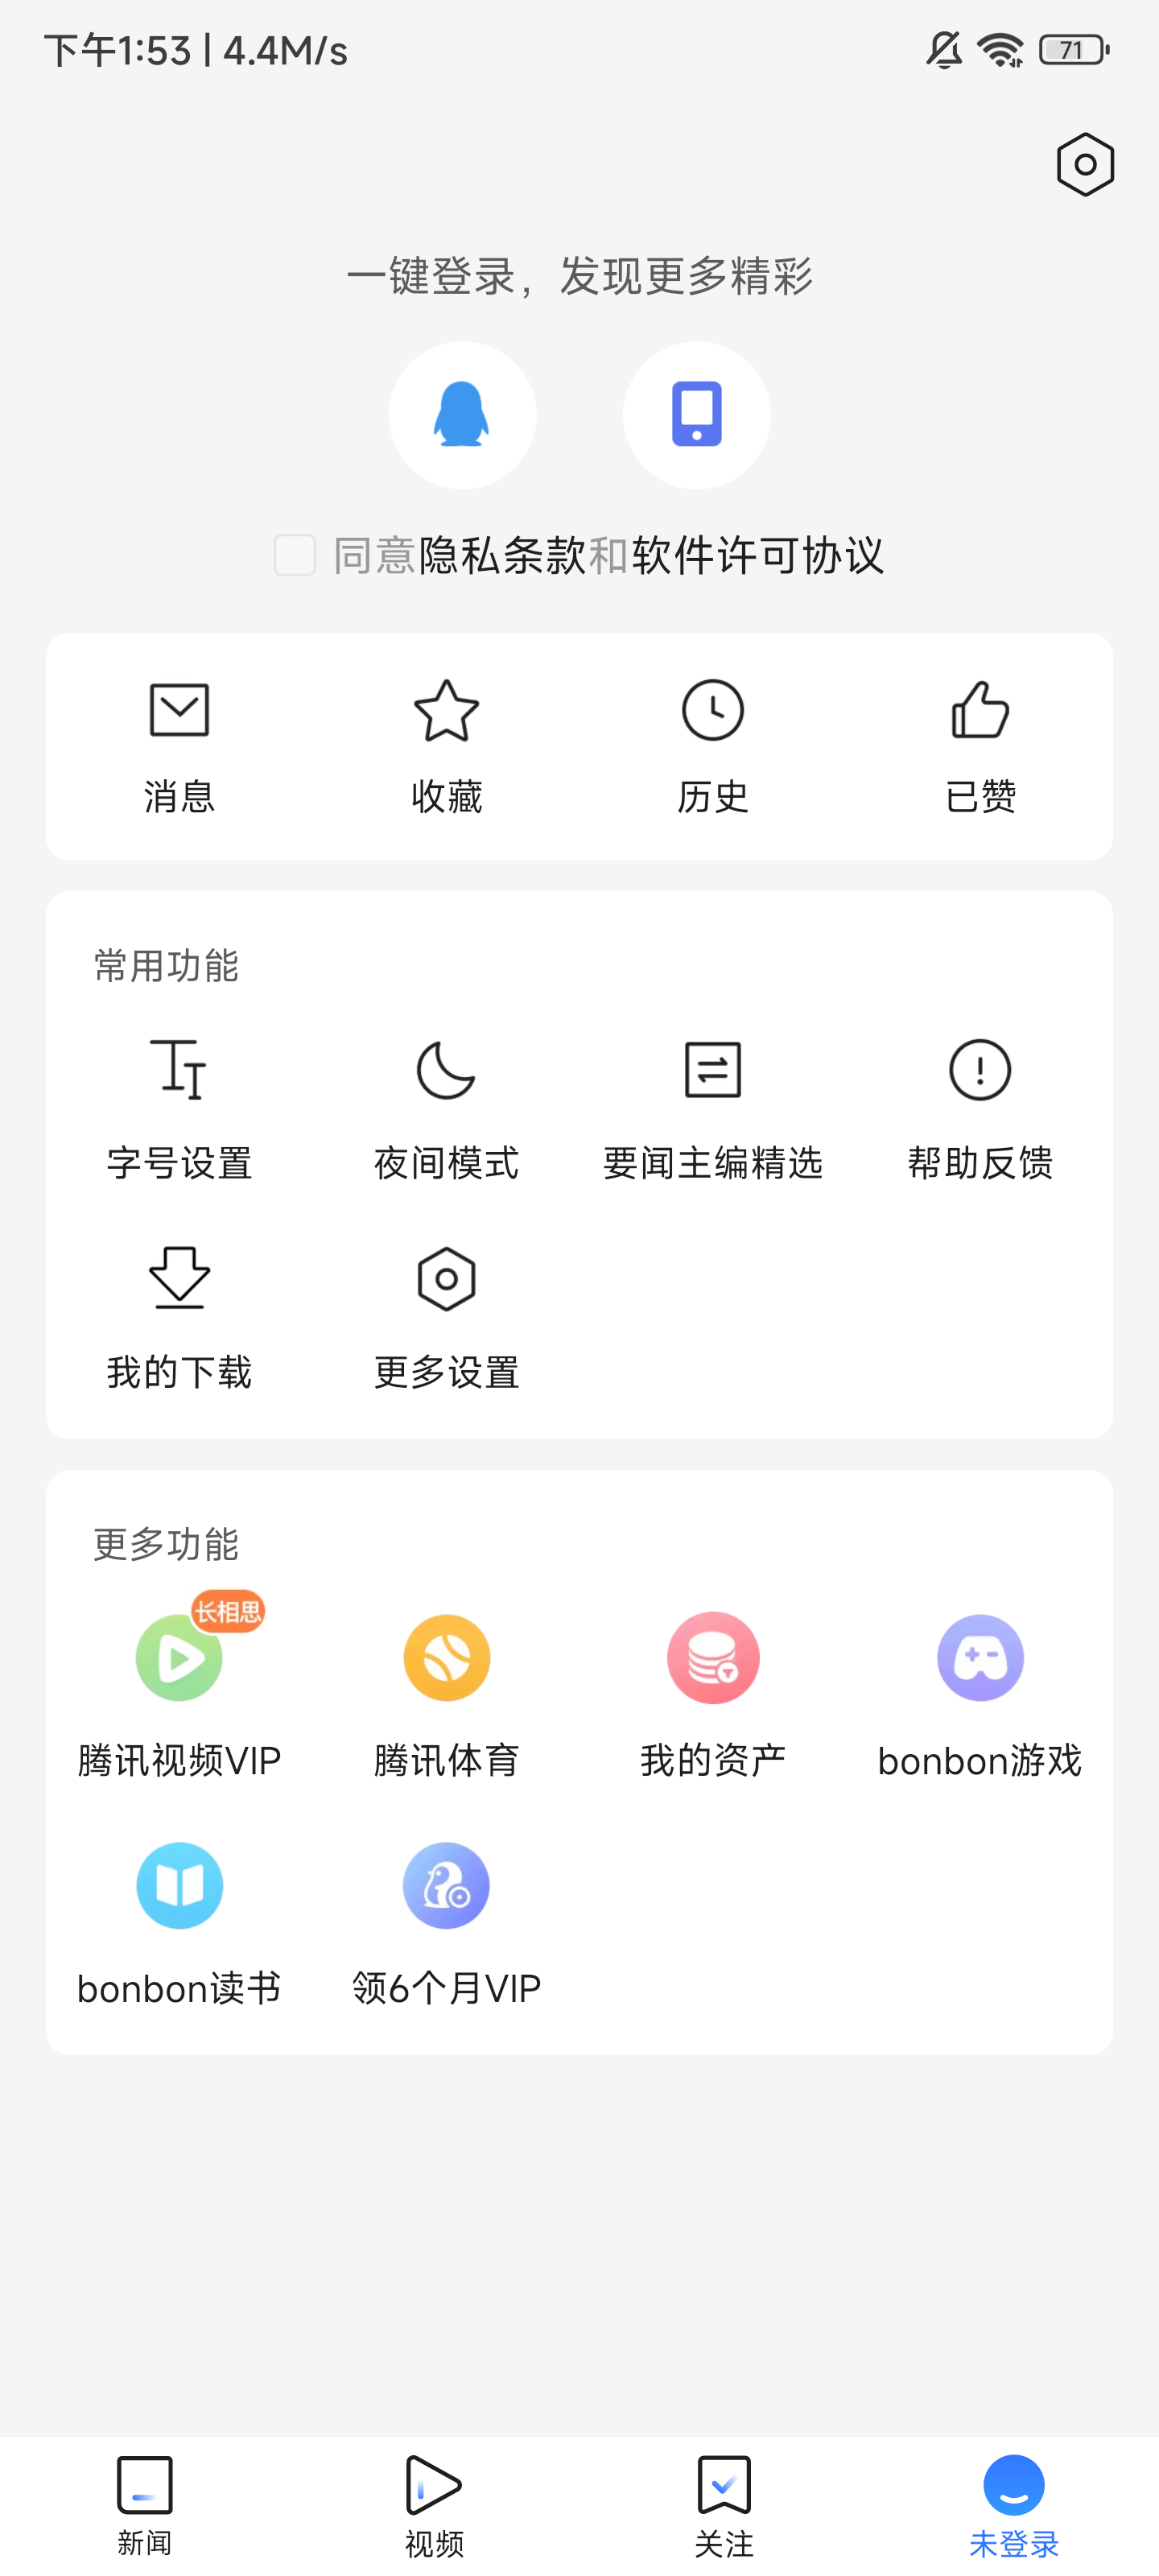 下午1:53 | 4.4M/s
71
一键登录，发现更多精彩
同意隐私条款和软件许可协议
消息 收藏 历史 已赞
常用功能
字号设置 夜间模式 要闻主编精选 帮助反馈
我的下载 更多设置
更多功能
长相思
腾讯视频VIP 腾讯体育 我的资产 bonbon游戏
bonbon读书 领6个月VIP
新闻 视频 关注 未登录